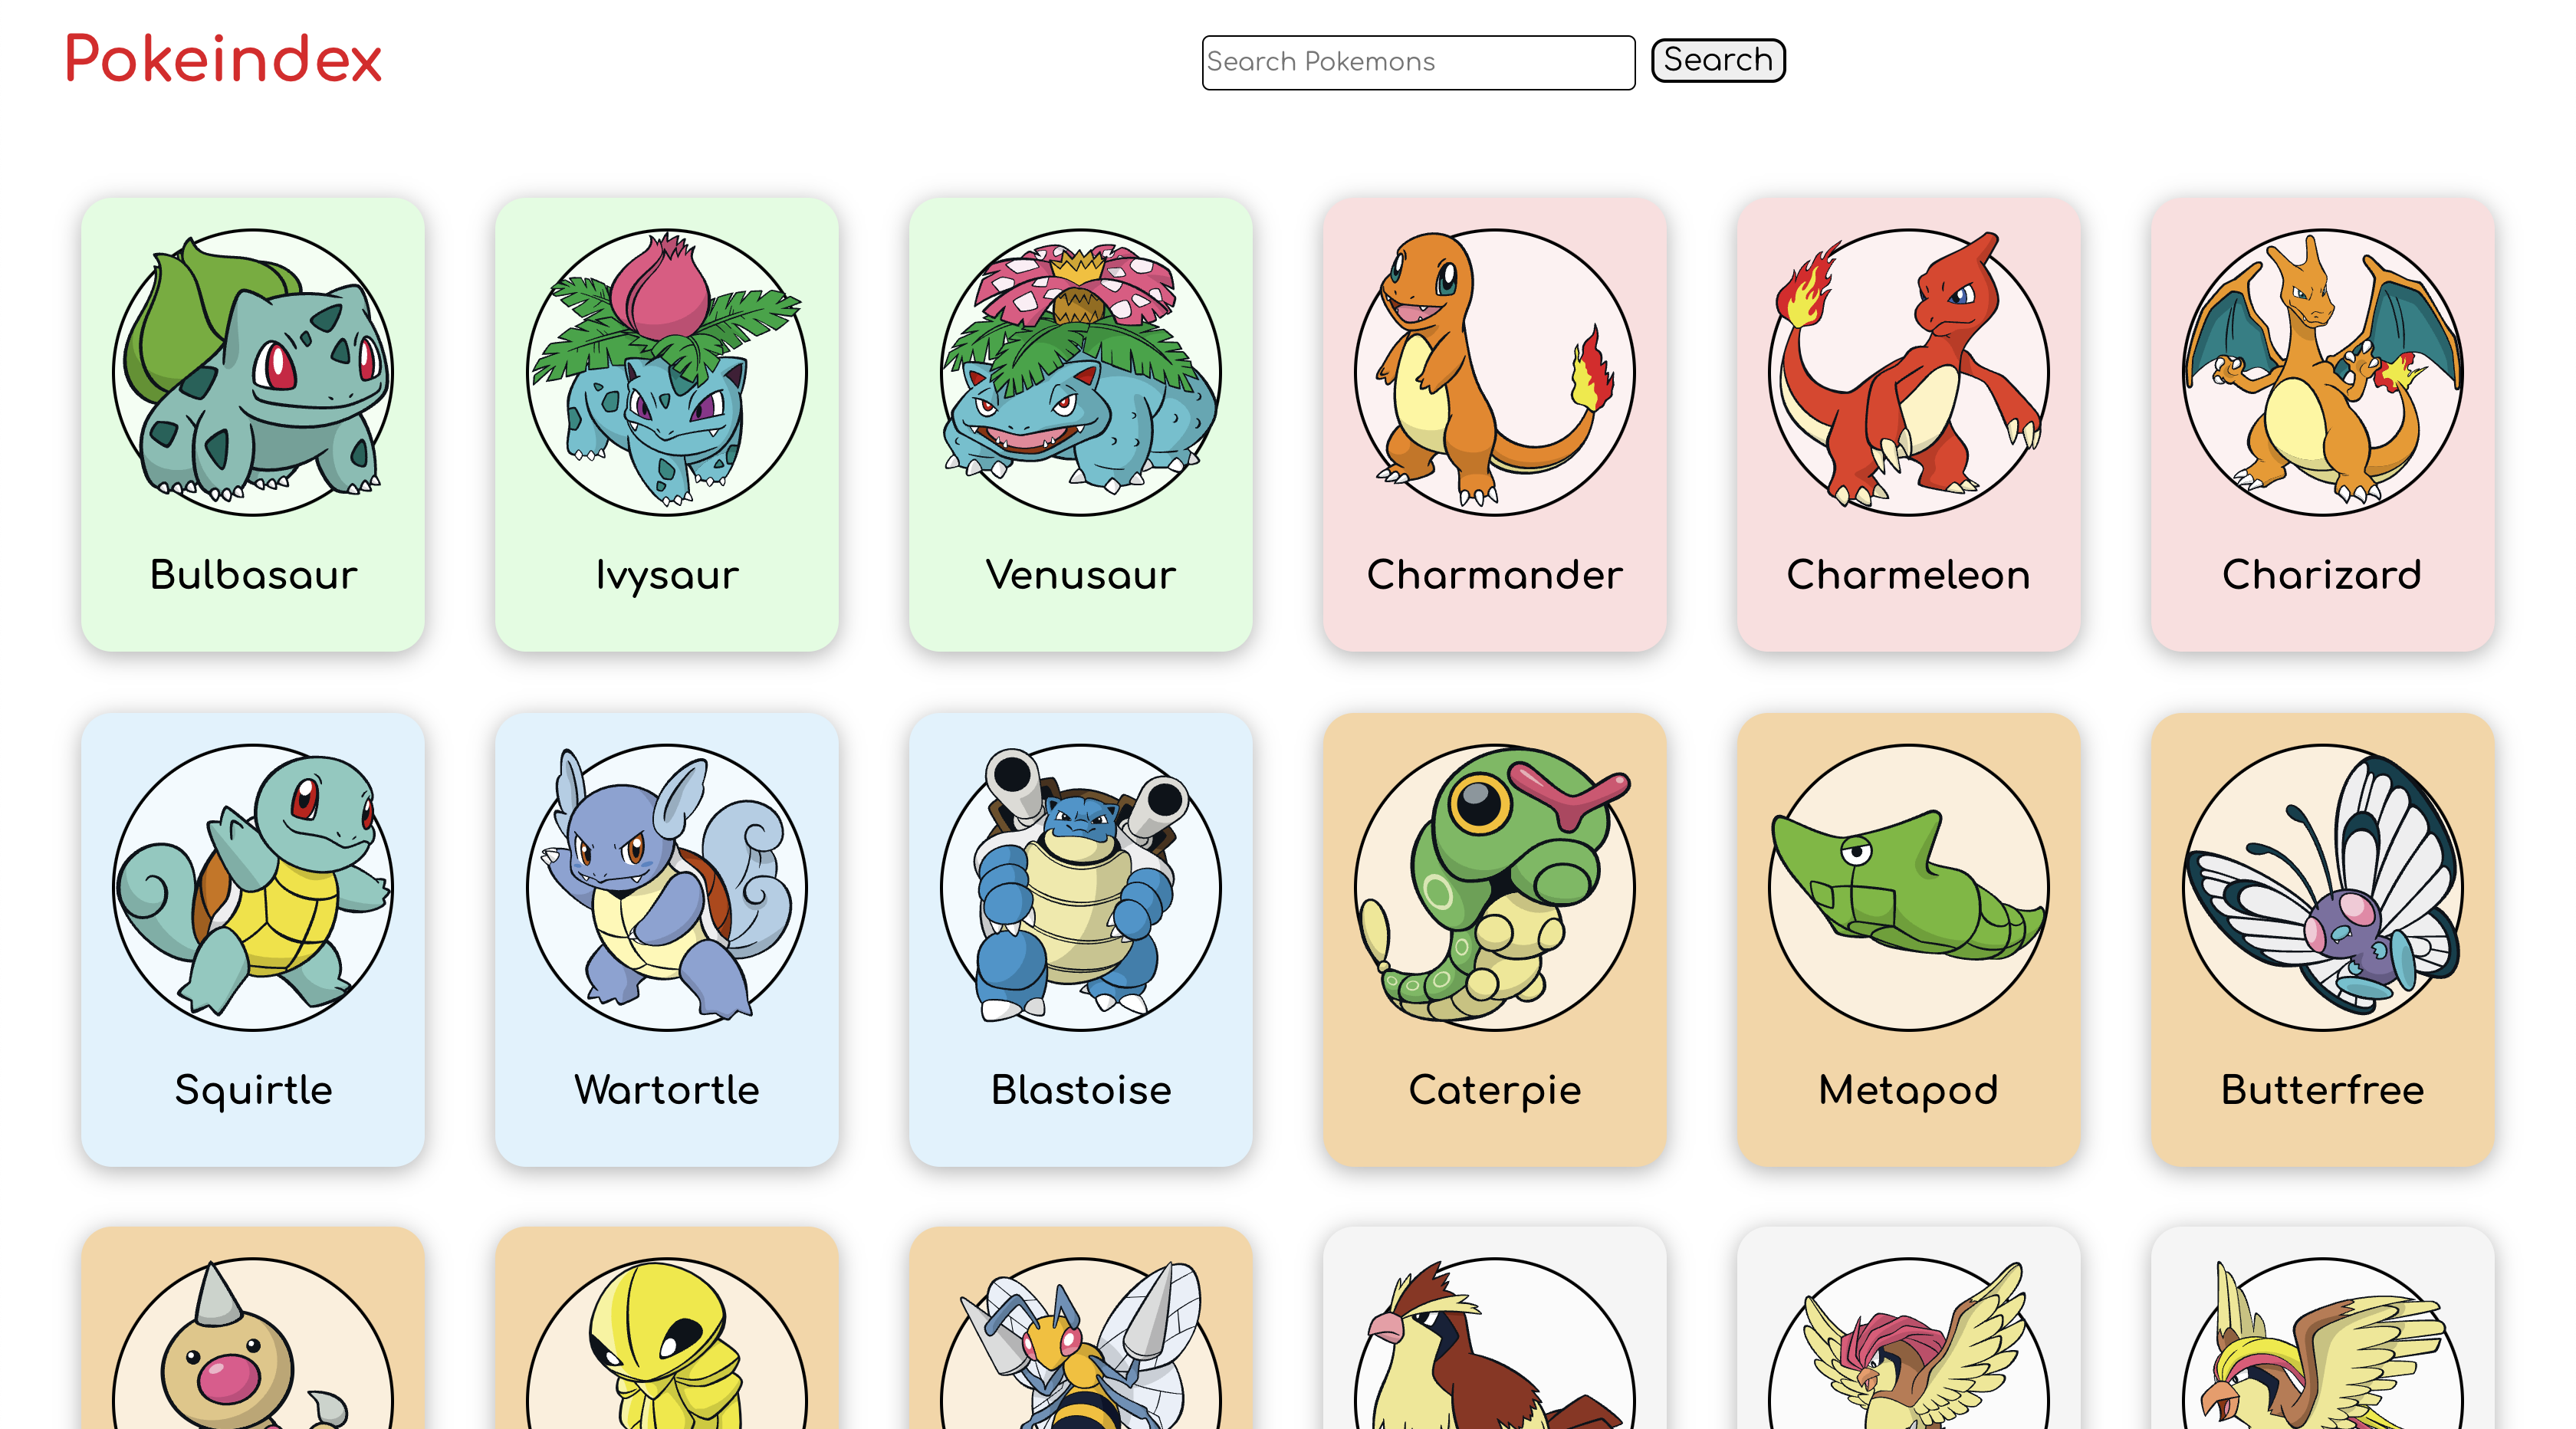 Pokeindex
Search Pokemons
Search
Bulbasaur
Ivysaur
Venusaur
Charmander
Charmeleon
Charizard
Squirtle
Wartortle
Blastoise
Caterpie
Metapod
Butterfree